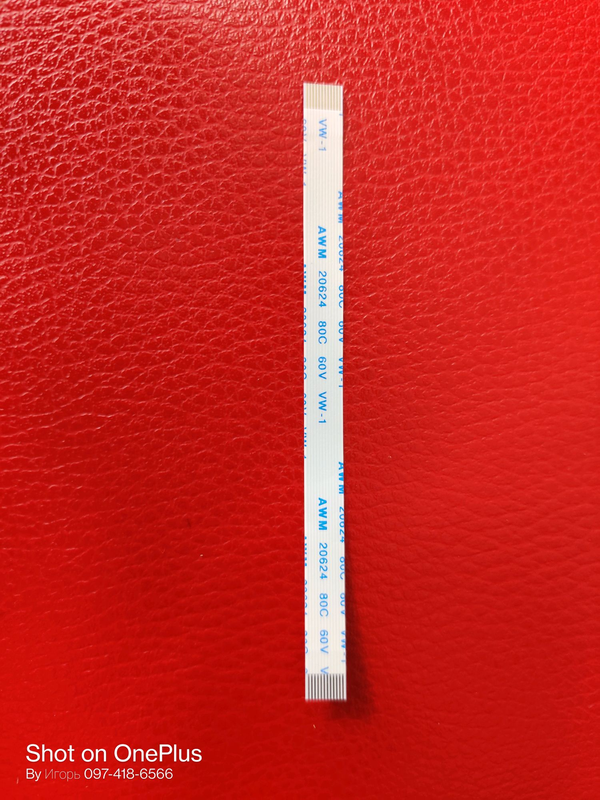 VW-1
AWM 20624 80C 60V VW-1
AWM 20624 80C 60V V
AWM 20624 80C 60V VW-1
AWM 20624 80C 60V VW-1
Shot on OnePlus
By Игорь 097-418-6566